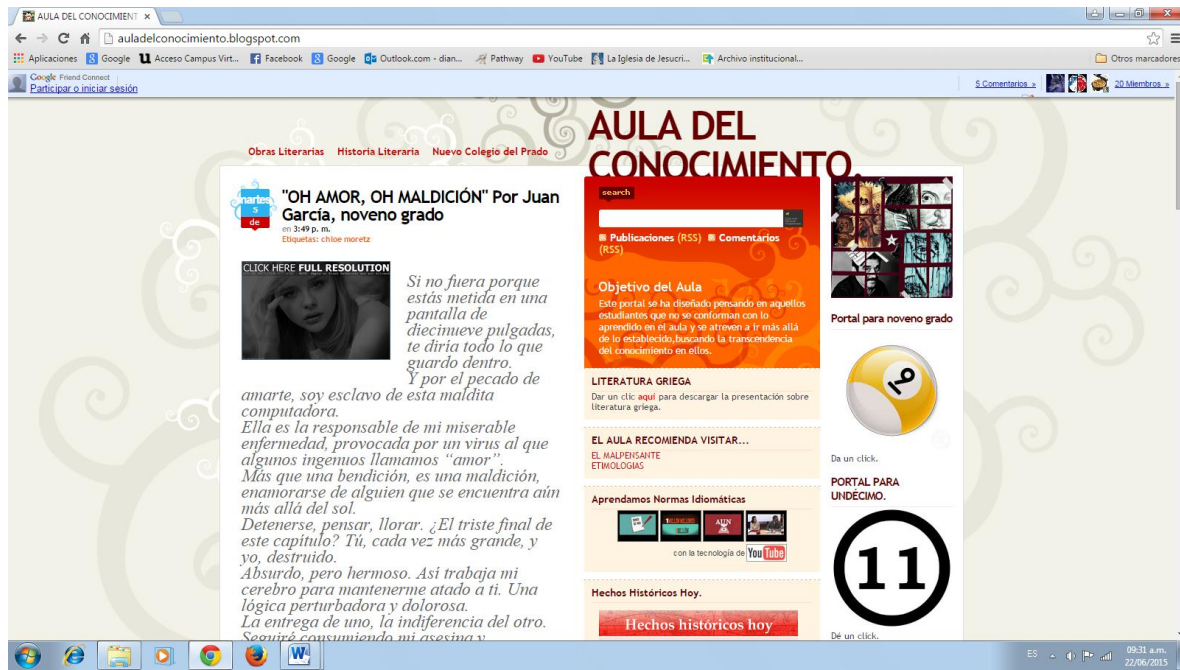 AULA DEL CONOCIMIENT
auladelconocimiento.blogspot.com
Aplicaciones Google Acceso Campus Virt... Facebook Google Outlook.com - dian... Pathway YouTube La Iglesia de Jesucri... Archivo institucional... Otros marcadores
Google Friend Connect
Participar o iniciar sesión
5 Comentarios » 20 Miembros »
AULA DEL
CONOCIMIENTO.
Obras Literarias Historia Literaria Nuevo Colegio del Prado
martes
5
de
"OH AMOR, OH MALDICIÓN" Por Juan
García, noveno grado
en 3:49 p. m.
Etiquetas: chloe moretz
CLICK HERE FULL RESOLUTION
Si no fuera porque
estás metida en una
pantalla de
diecinueve pulgadas,
te diría todo lo que
guardo dentro.
Y por el pecado de
amarte, soy esclavo de esta maldita
computadora.
Ella es la responsable de mi miserable
enfermedad, provocada por un virus al que
algunos ingenuos llamamos “amor”.
Más que una bendición, es una maldición,
enamorarse de alguien que se encuentra aún
más allá del sol.
Detenerse, pensar, llorar. ¿El triste final de
este capítulo? Tú, cada vez más grande, y
yo, destruido.
Absurdo, pero hermoso. Así trabaja mi
cerebro para mantenerme atado a ti. Una
lógica perturbadora y dolorosa.
La entrega de uno, la indiferencia del otro.
Seguiré consumiendo mi asesina y
search
Publicaciones (RSS) Comentarios
(RSS)
Objetivo del Aula
Este portal se ha diseñado pensando en aquellos
estudiantes que no se conforman con lo
aprendido en el aula y se atreven a ir más allá
de lo establecido,buscando la transcendencia
del conocimiento en ellos.
LITERATURA GRIEGA
Dar un clic aquí para descargar la presentación sobre
literatura griega.
EL AULA RECOMIENDA VISITAR...
EL MALPENSANTE
ETIMOLOGIAS
Aprendamos Normas Idiomáticas
AUN
con la tecnología de YouTube
Hechos Históricos Hoy.
Hechos históricos hoy
Portal para noveno grado
9
Da un click.
PORTAL PARA
UNDÉCIMO.
11
Dé un click.
ES
09:31 a.m.
22/06/2015